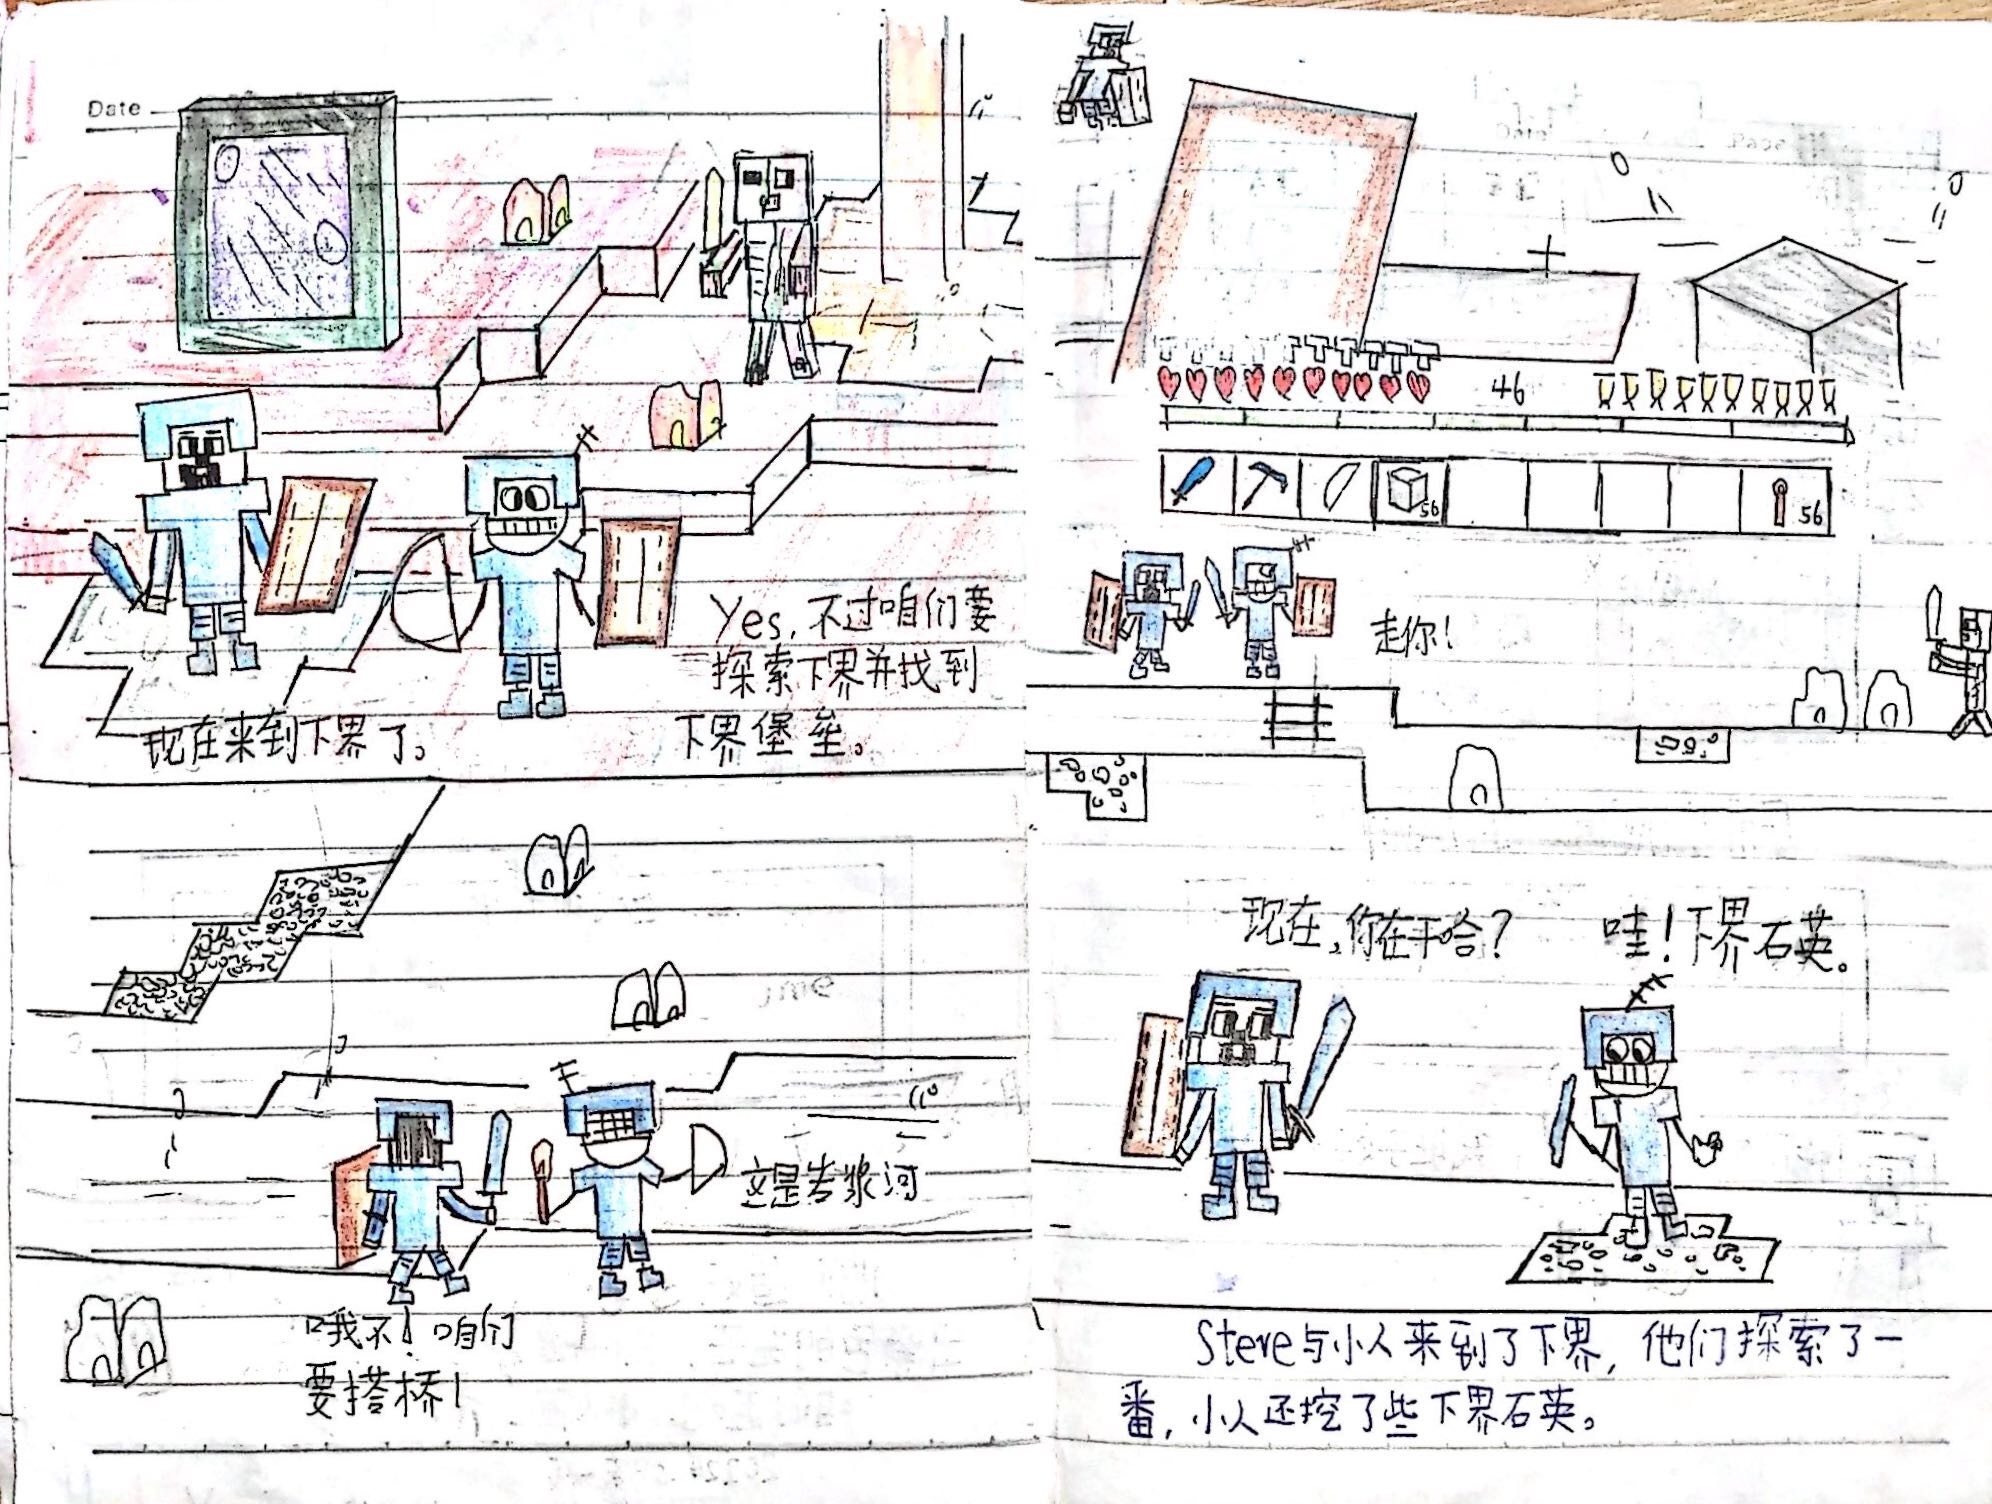 Date
Yes,不过咱们要
探索下界并找到
下界堡垒。
现在来到下界了。
这是岩浆河
哦不!咱们
要搭桥!
46
56
56
走你!
现在,你在干哈?
哇!下界石英。
Steve与小人来到了下界,他们探索了一
番,小人还挖了些下界石英。